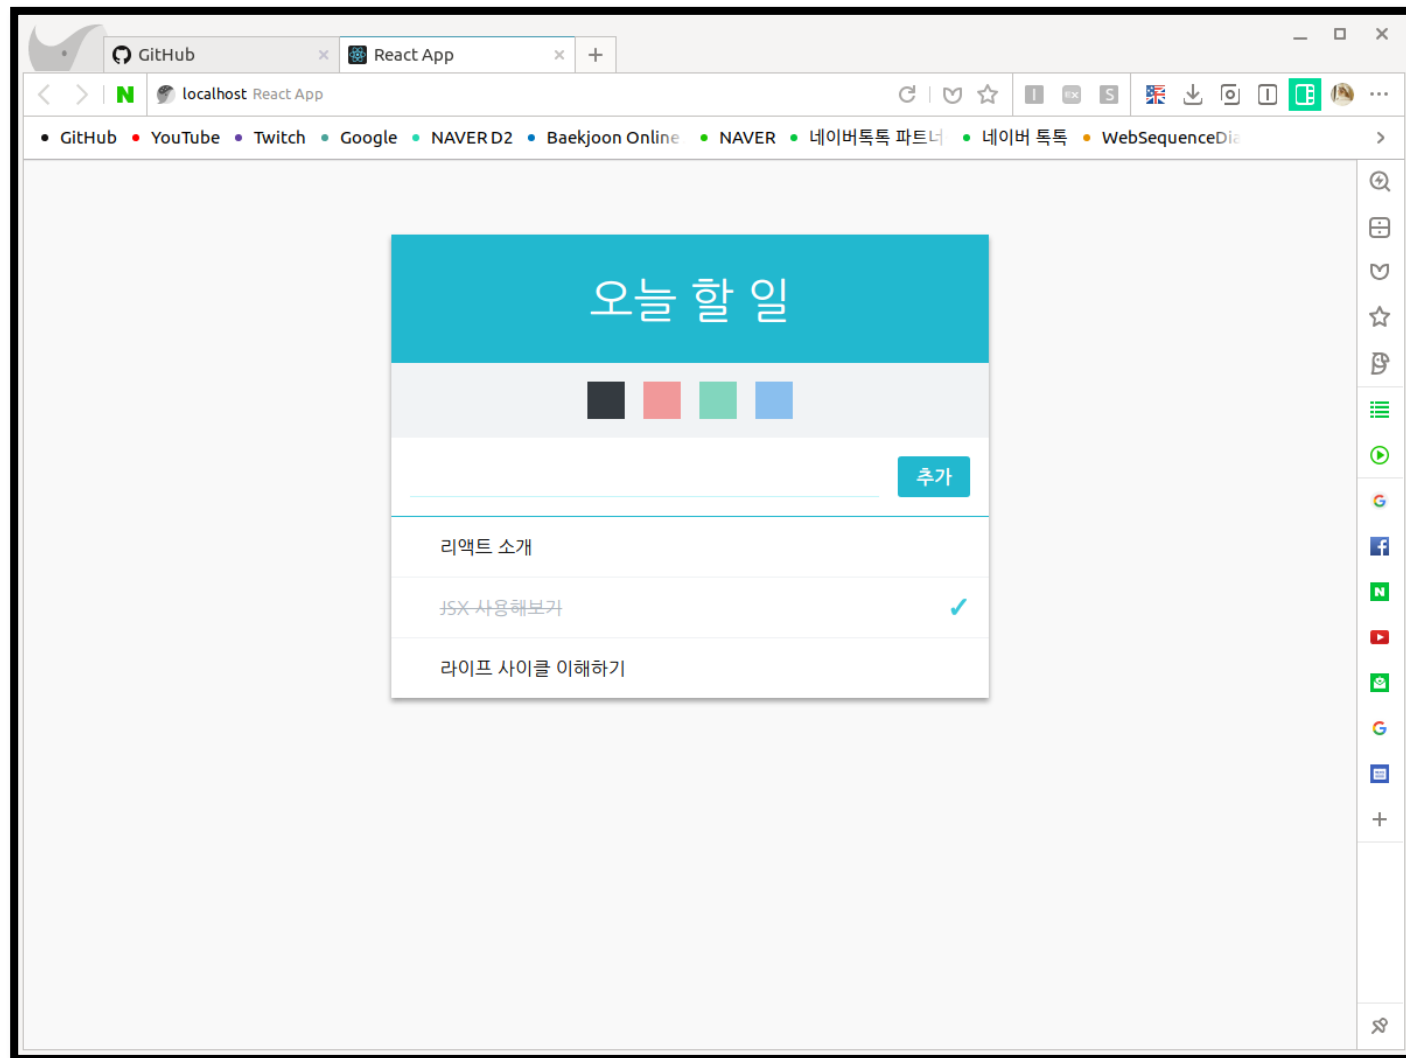 GitHub
React App
localhost React App
GitHub YouTube Twitch Google NAVER D2 Baekjoon Online NAVER 네이버톡톡 파트너 네이버 톡톡 WebSequenceDia
오늘 할 일
추가
리액트 소개
JSX 사용해보기
✓
라이프 사이클 이해하기